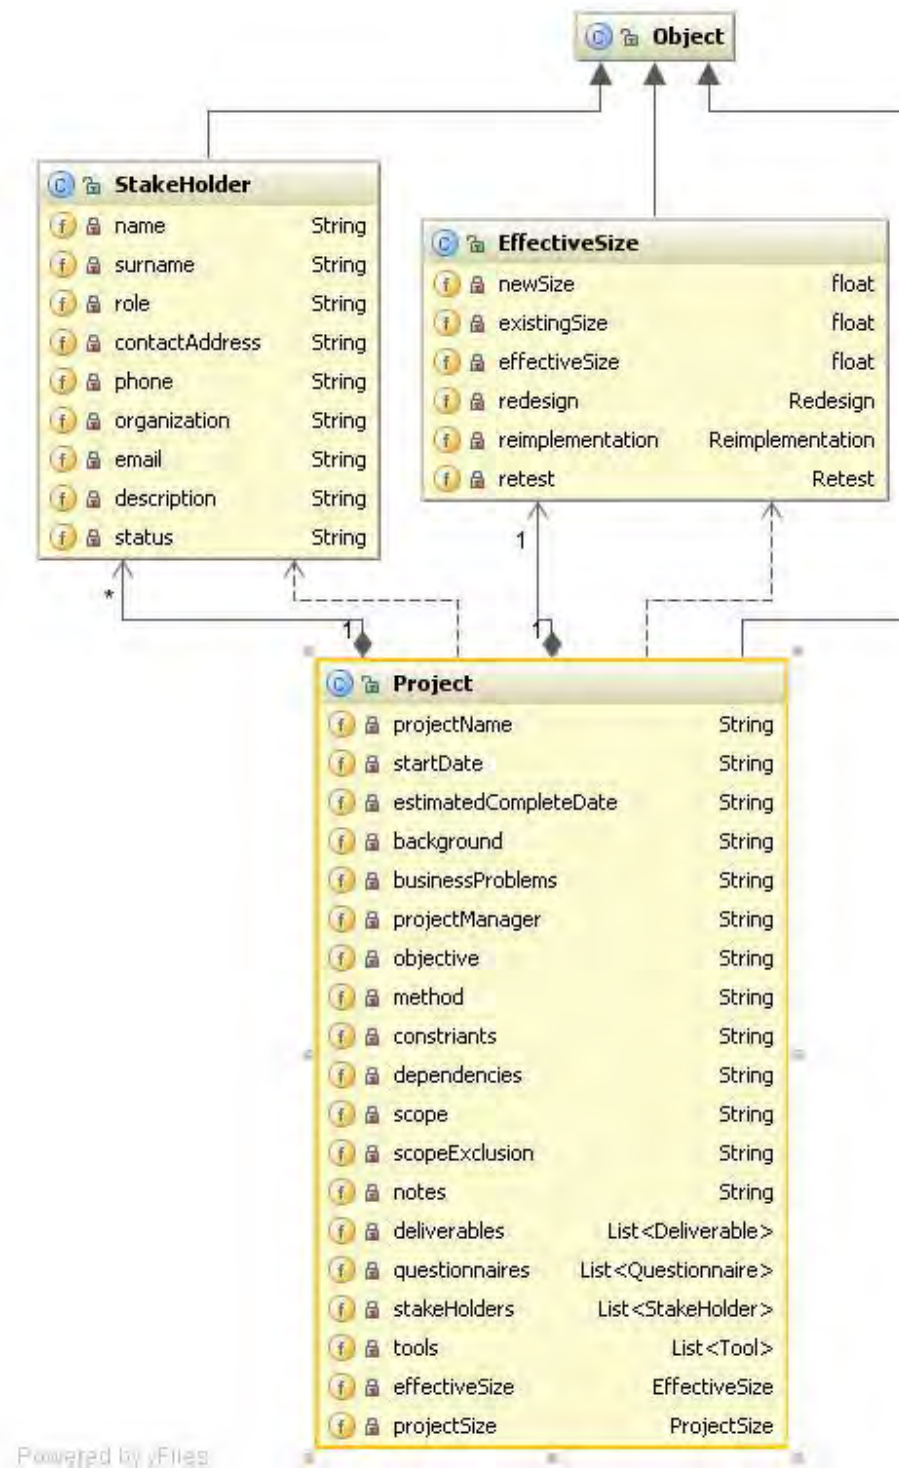 Object
StakeHolder
name String
surname String
role String
contactAddress String
phone String
organization String
email String
description String
status String
EffectiveSize
newSize float
existingSize float
effectiveSize float
redesign Redesign
reimplementation Reimplementation
retest Retest
1
*
1
1
Project
projectName String
startDate String
estimatedCompleteDate String
background String
businessProblems String
projectManager String
objective String
method String
constriants String
dependencies String
scope String
scopeExclusion String
notes String
deliverables List<Deliverable>
questionnaires List<Questionnaire>
stakeHolders List<StakeHolder>
tools List<Tool>
effectiveSize EffectiveSize
projectSize ProjectSize
Powered by yFiles